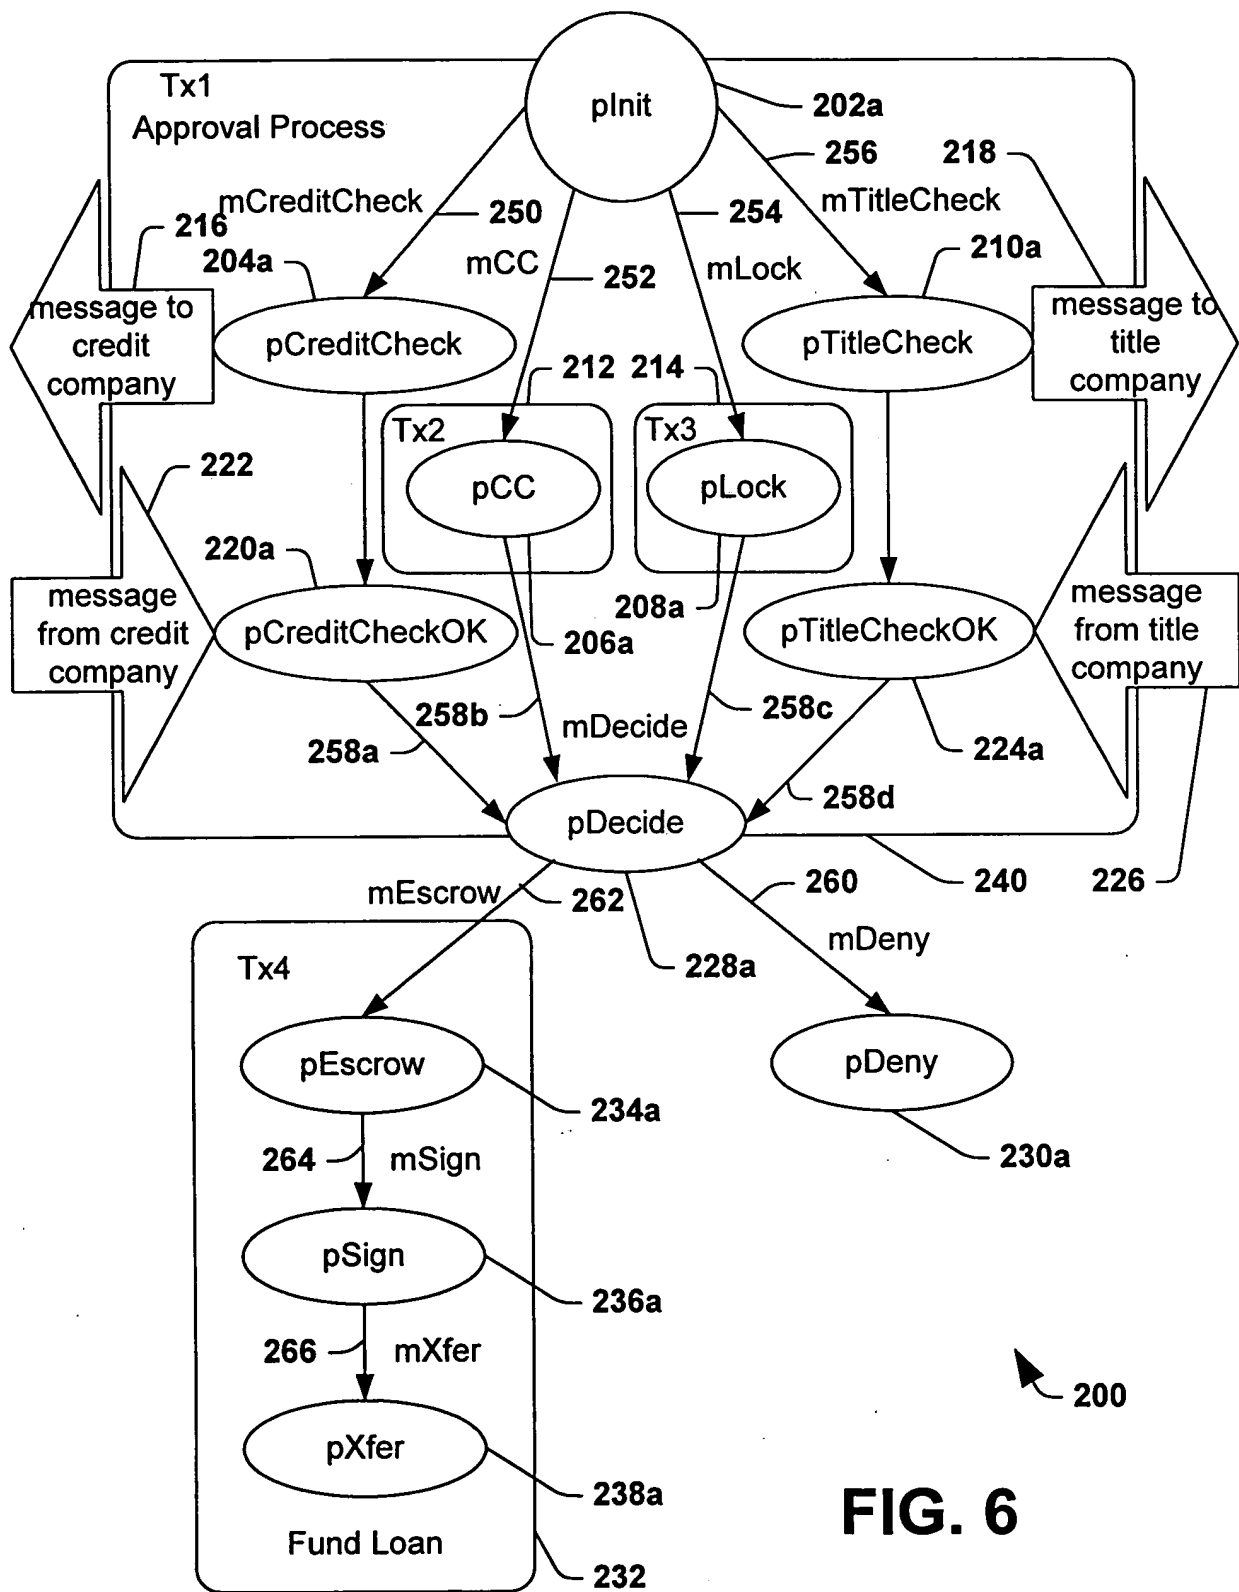 Tx1
Approval Process
pInit
202a
256
218
mCreditCheck
250
254
mTitleCheck
216
204a
mCC
252
mLock
210a
message to
credit
company
pCreditCheck
pTitleCheck
message to
title
company
212
214
Tx2
Tx3
222
pCC
pLock
220a
208a
message
from credit
company
pCreditCheckOK
206a
pTitleCheckOK
message
from title
company
258b
258c
258a
mDecide
224a
258d
pDecide
mEscrow
262
260
240
226
mDeny
Tx4
228a
pEscrow
pDeny
234a
264
mSign
230a
pSign
236a
266
mXfer
200
pXfer
238a
FIG. 6
Fund Loan
232